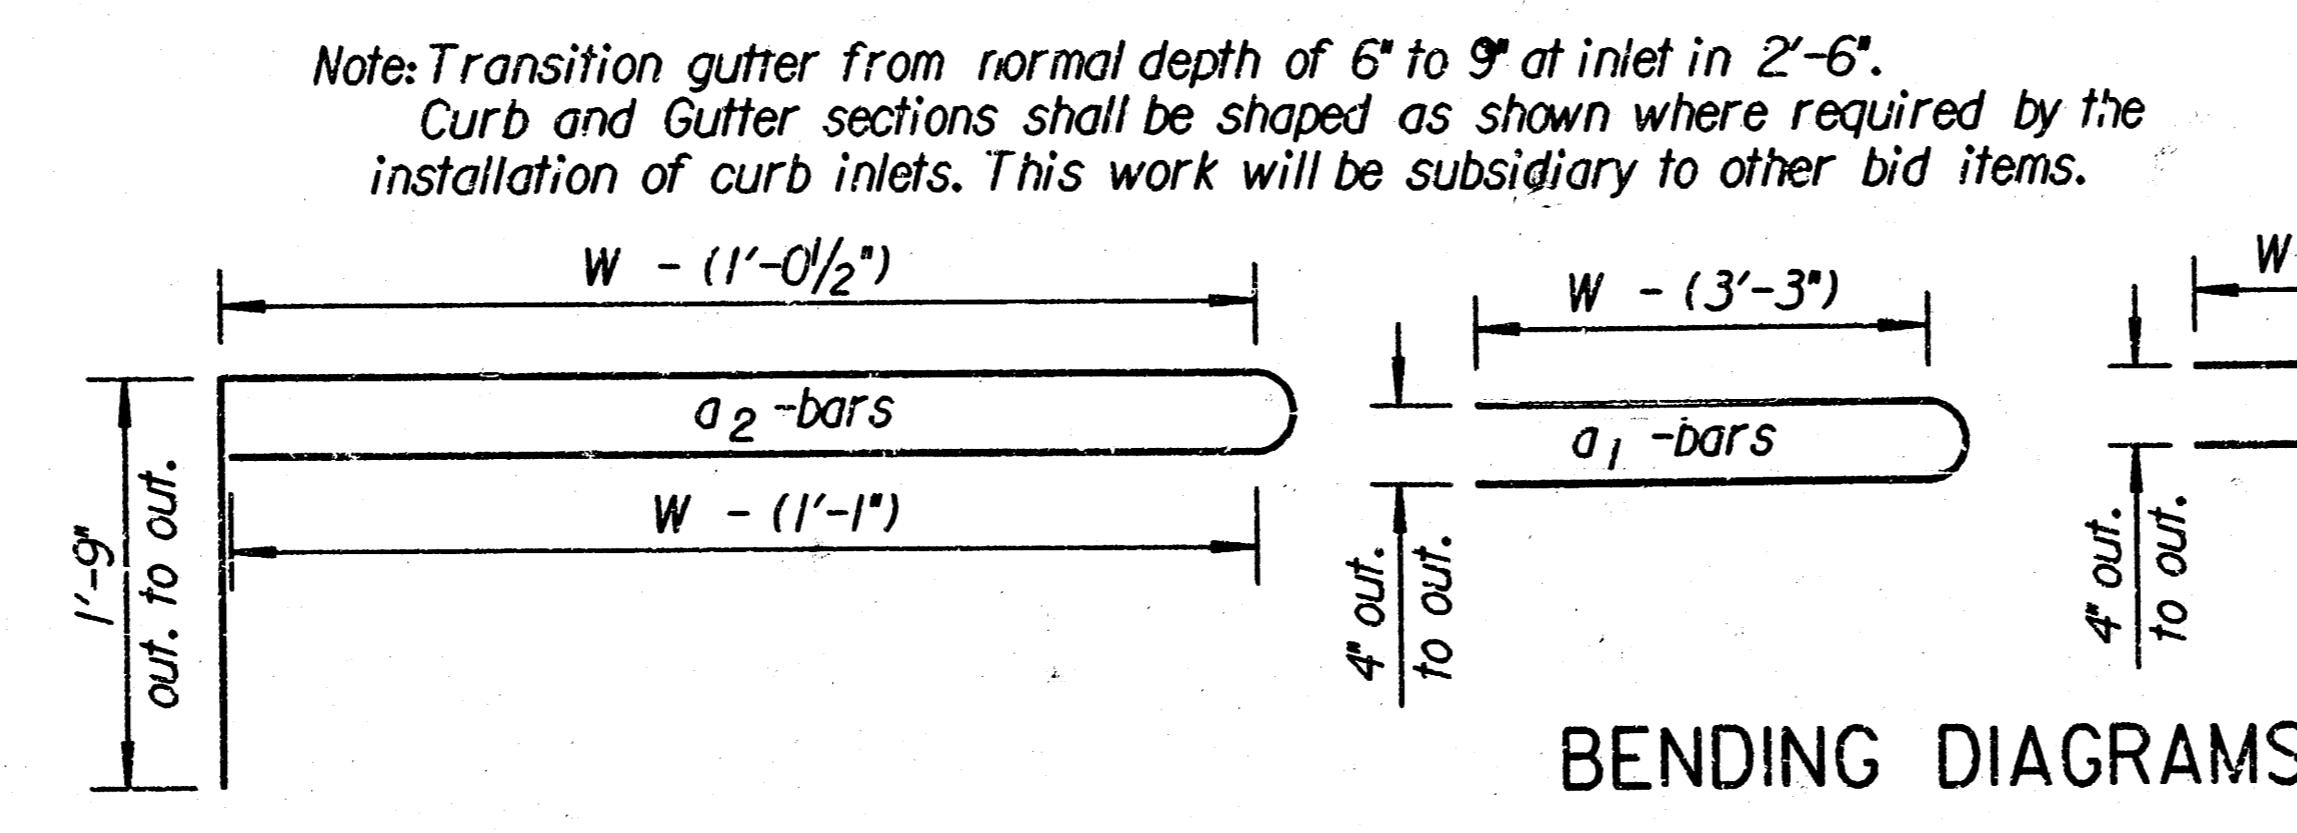 Note: Transition gutter from normal depth of 6" to 9" at inlet in 2'-6".
Curb and Gutter sections shall be shaped as shown where required by the
installation of curb inlets. This work will be subsidiary to other bid items.
W - (1'-0 1/2")
W - (3'-3")
W
a2 -bars
a1 -bars
W - (1'-1")
1'-9"
out. to out.
4" out.
to out.
4" out.
to out.
BENDING DIAGRAMS